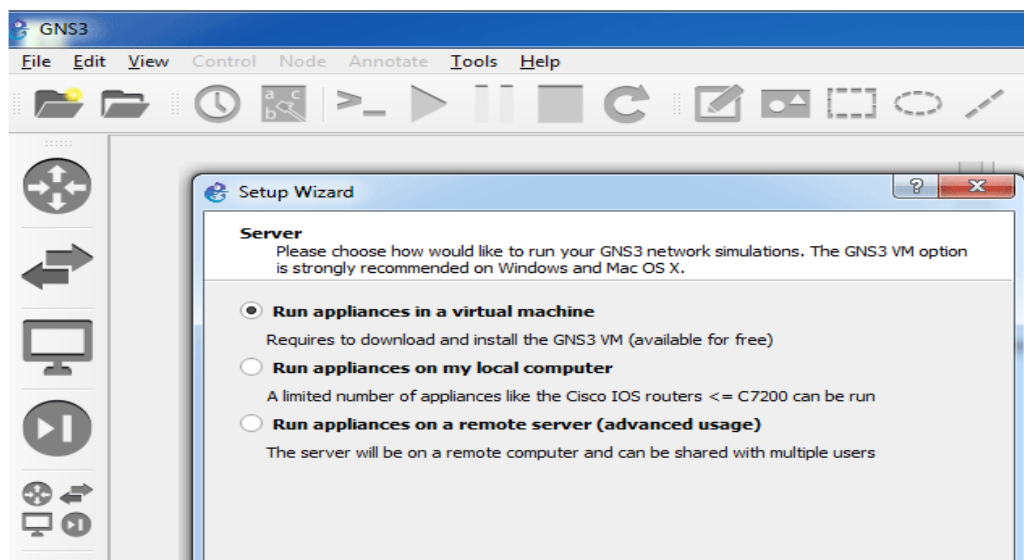 GNS3
File Edit View Control Node Annotate Tools Help
a c
b
>_
Setup Wizard
?
Server
Please choose how would like to run your GNS3 network simulations. The GNS3 VM option
is strongly recommended on Windows and Mac OS X.
Run appliances in a virtual machine
Requires to download and install the GNS3 VM (available for free)
Run appliances on my local computer
A limited number of appliances like the Cisco IOS routers <= C7200 can be run
Run appliances on a remote server (advanced usage)
The server will be on a remote computer and can be shared with multiple users